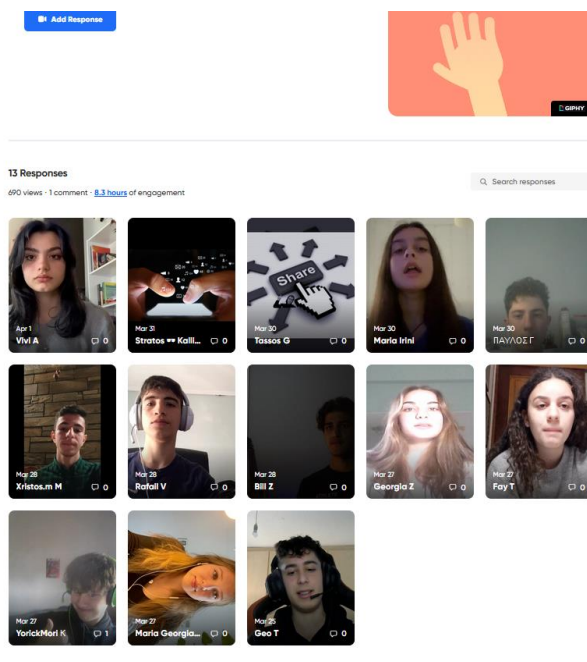 Add Response
GIPHY
13 Responses
690 views · 1 comment · 8.3 hours of engagement
Search responses
Apr 1
Vivi A
0
Mar 31
Stratos 🕶 Kalli...
0
Share
Mar 30
Tassos G
0
Mar 30
Maria Irini
0
Mar 30
ΠΑΥΛΟΣ Γ
0
Mar 28
Xristos.m M
0
Mar 28
Rafail V
0
Mar 28
Bill Z
0
Mar 27
Georgia Z
0
Mar 27
Fay T
0
Mar 27
YorickMori K
1
Mar 27
Maria Georgia...
0
Mar 25
Geo T
0